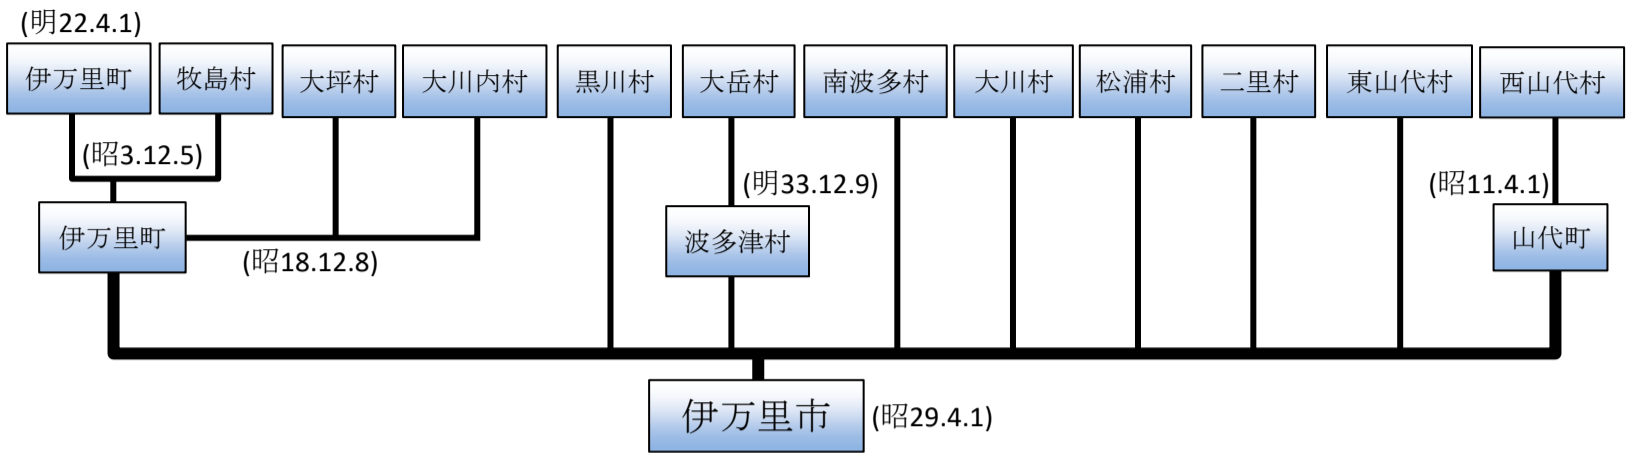 (明22.4.1)
伊万里町
牧島村
大坪村
大川内村
黒川村
大岳村
南波多村
大川村
松浦村
二里村
東山代村
西山代村
(昭3.12.5)
(明33.12.9)
(昭11.4.1)
伊万里町
(昭18.12.8)
波多津村
山代町
伊万里市
(昭29.4.1)